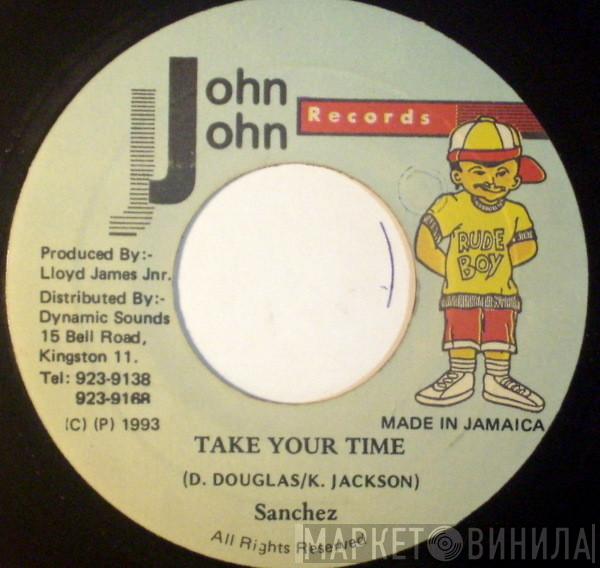 John
John
Records
RUDE
BOY
Produced By:-
Lloyd James Jnr.
Distributed By:-
Dynamic Sounds
15 Bell Road,
Kingston 11.
Tel: 923-9138
923-9168
(C) (P) 1993
MADE IN JAMAICA
TAKE YOUR TIME
(D. DOUGLAS/K. JACKSON)
Sanchez
All Rights Reserved
МАРКЕТ ВИНИЛА